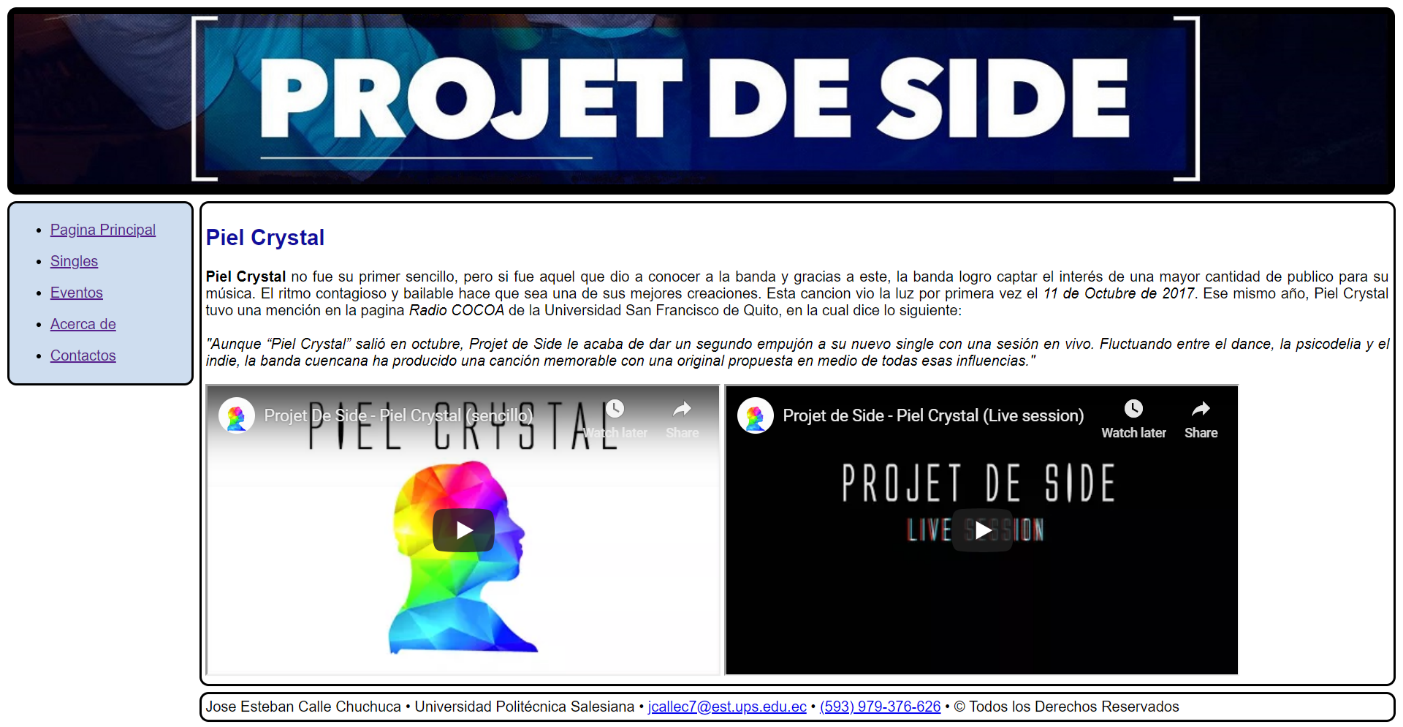 PROJET DE SIDE
Pagina Principal
Singles
Eventos
Acerca de
Contactos
Piel Crystal
Piel Crystal no fue su primer sencillo, pero si fue aquel que dio a conocer a la banda y gracias a este, la banda logro captar el interés de una mayor cantidad de publico para su
música. El ritmo contagioso y bailable hace que sea una de sus mejores creaciones. Esta cancion vio la luz por primera vez el 11 de Octubre de 2017. Ese mismo año, Piel Crystal
tuvo una mención en la pagina Radio COCOA de la Universidad San Francisco de Quito, en la cual dice lo siguiente:
"Aunque “Piel Crystal” salió en octubre, Projet de Side le acaba de dar un segundo empujón a su nuevo single con una sesión en vivo. Fluctuando entre el dance, la psicodelia y el
indie, la banda cuencana ha producido una canción memorable con una original propuesta en medio de todas esas influencias."
Projet De Side - Piel Crystal (sencillo)
Watch later Share
PIEL CRYSTAL
Projet de Side - Piel Crystal (Live session)
Watch later Share
PROJET DE SIDE
LIVE SESSION
Jose Esteban Calle Chuchuca • Universidad Politécnica Salesiana • jcallec7@est.ups.edu.ec • (593) 979-376-626 • © Todos los Derechos Reservados